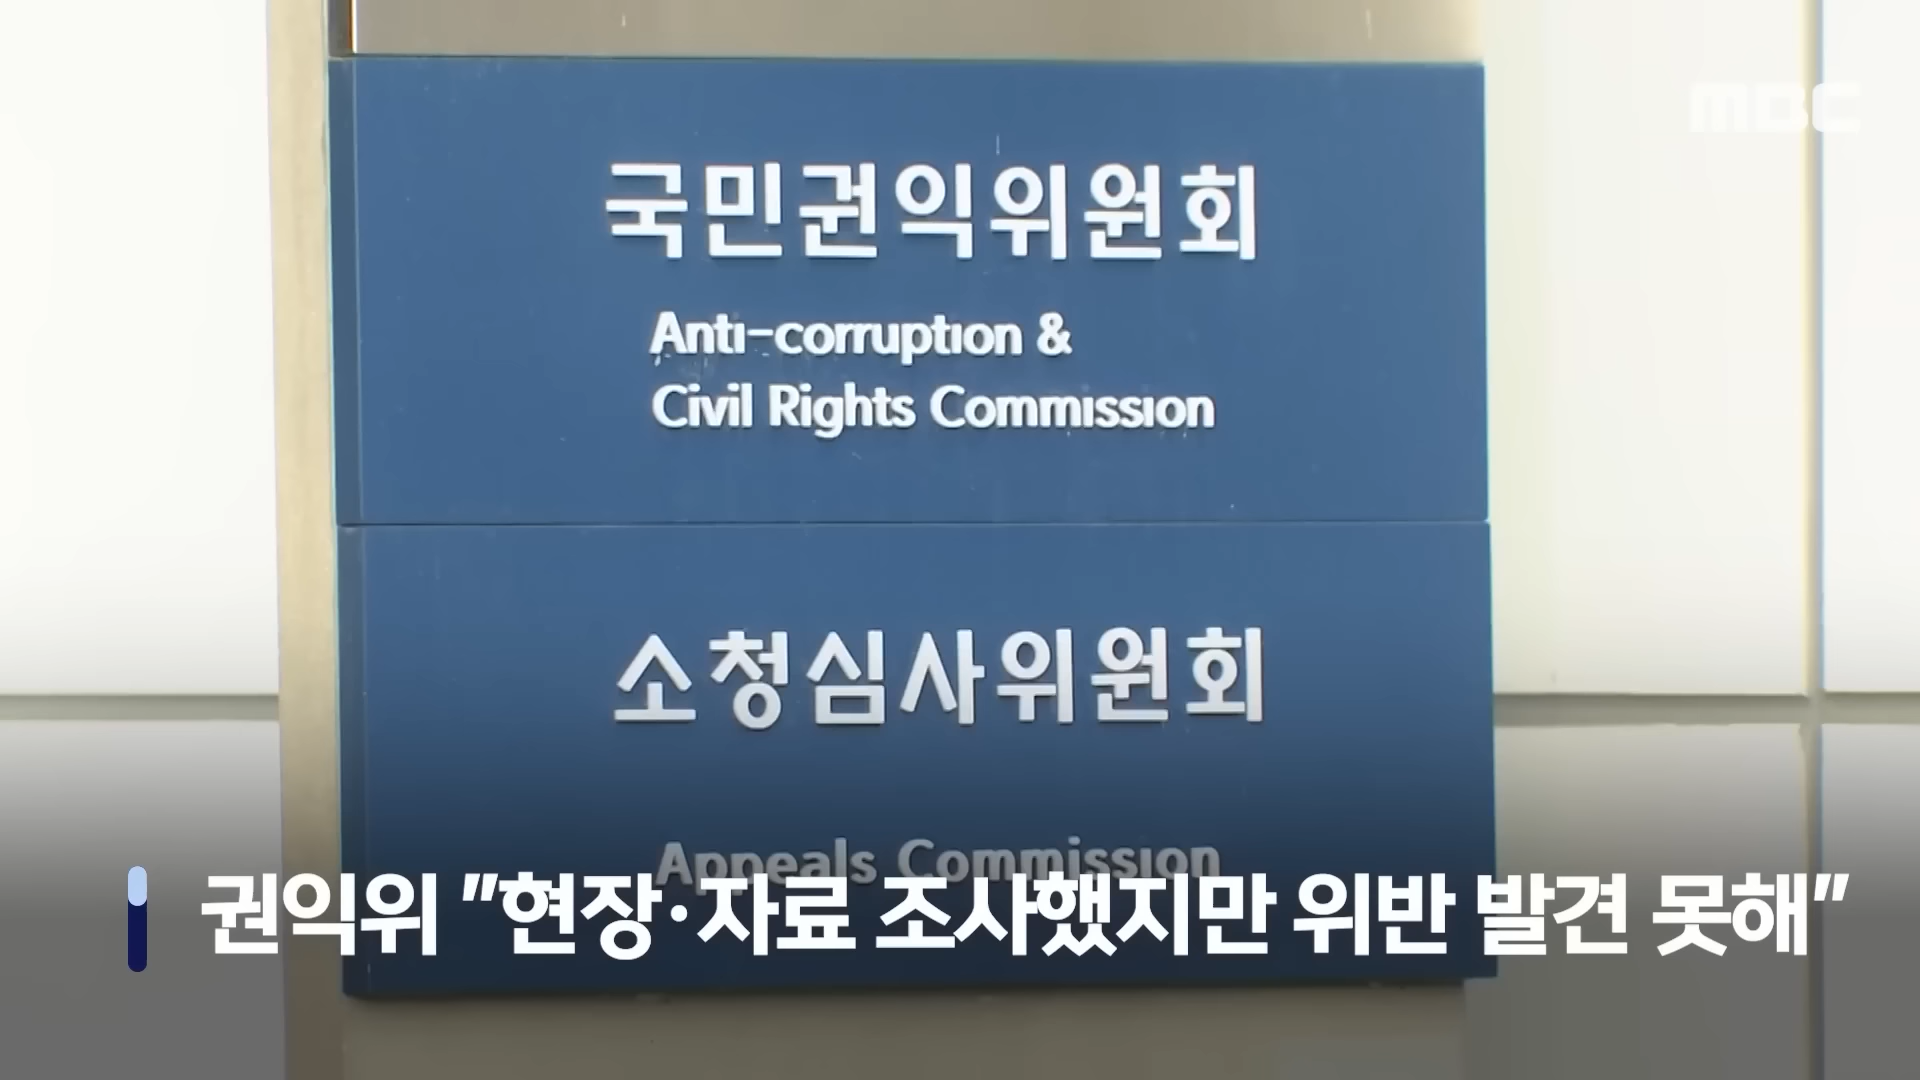 MBC
국민권익위원회
Anti-corruption &
Civil Rights Commission
소청심사위원회
Appeals Commission
권익위 "현장·자료 조사했지만 위반 발견 못해"